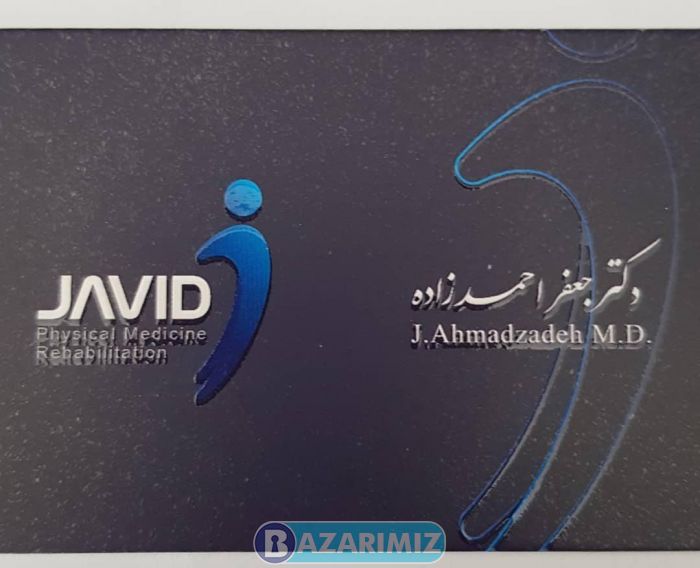 JAVID
Physical Medicine
Rehabilitation
دکتر جعفر احمدزاده
J.Ahmadzadeh M.D.
BAZARIMIZ